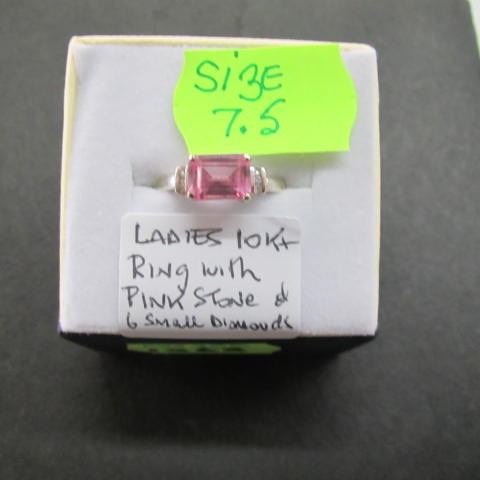 SizE
7.5
LADIES 10Kt
Ring with
Pink Stone &
6 Small Diamonds